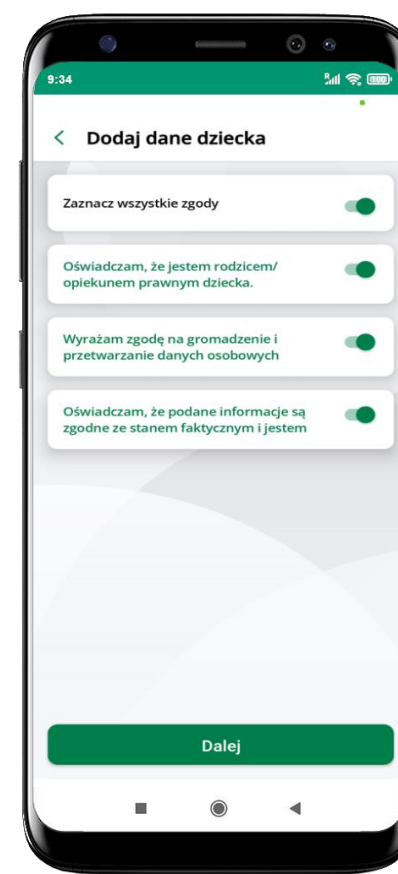 9:34
Dodaj dane dziecka
Zaznacz wszystkie zgody
Oświadczam, że jestem rodzicem/
opiekunem prawnym dziecka.
Wyrażam zgodę na gromadzenie i
przetwarzanie danych osobowych
Oświadczam, że podane informacje są
zgodne ze stanem faktycznym i jestem
Dalej